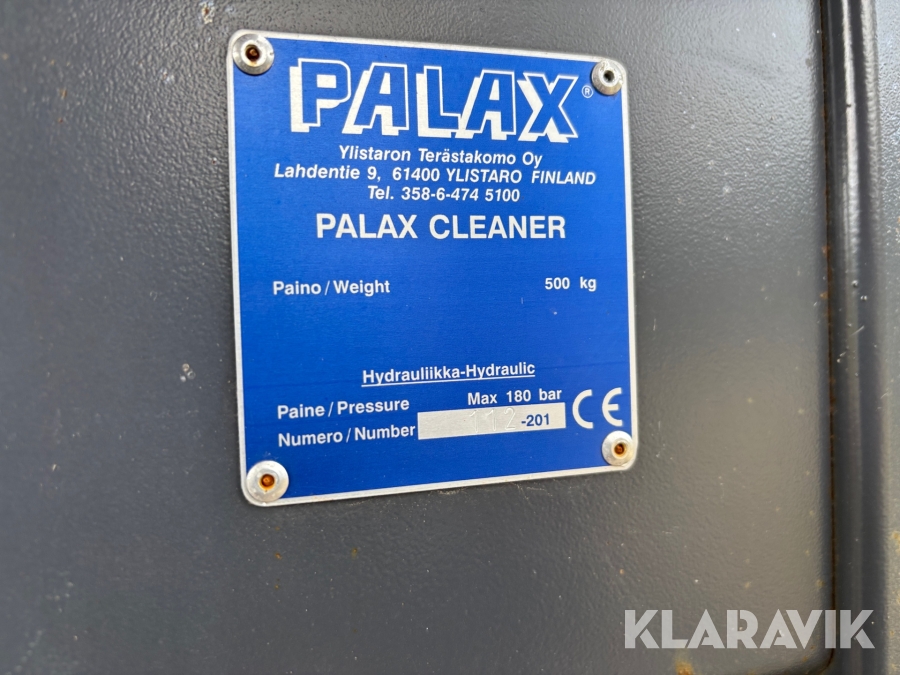 PALAX®
Ylistaron Terästakomo Oy
Lahdentie 9, 61400 YLISTARO FINLAND
Tel. 358-6-474 5100
PALAX CLEANER
Paino/Weight 500 kg
Hydrauliikka-Hydraulic
Paine/Pressure Max 180 bar
Numero/Number 112-201
CE
KLARAVIK